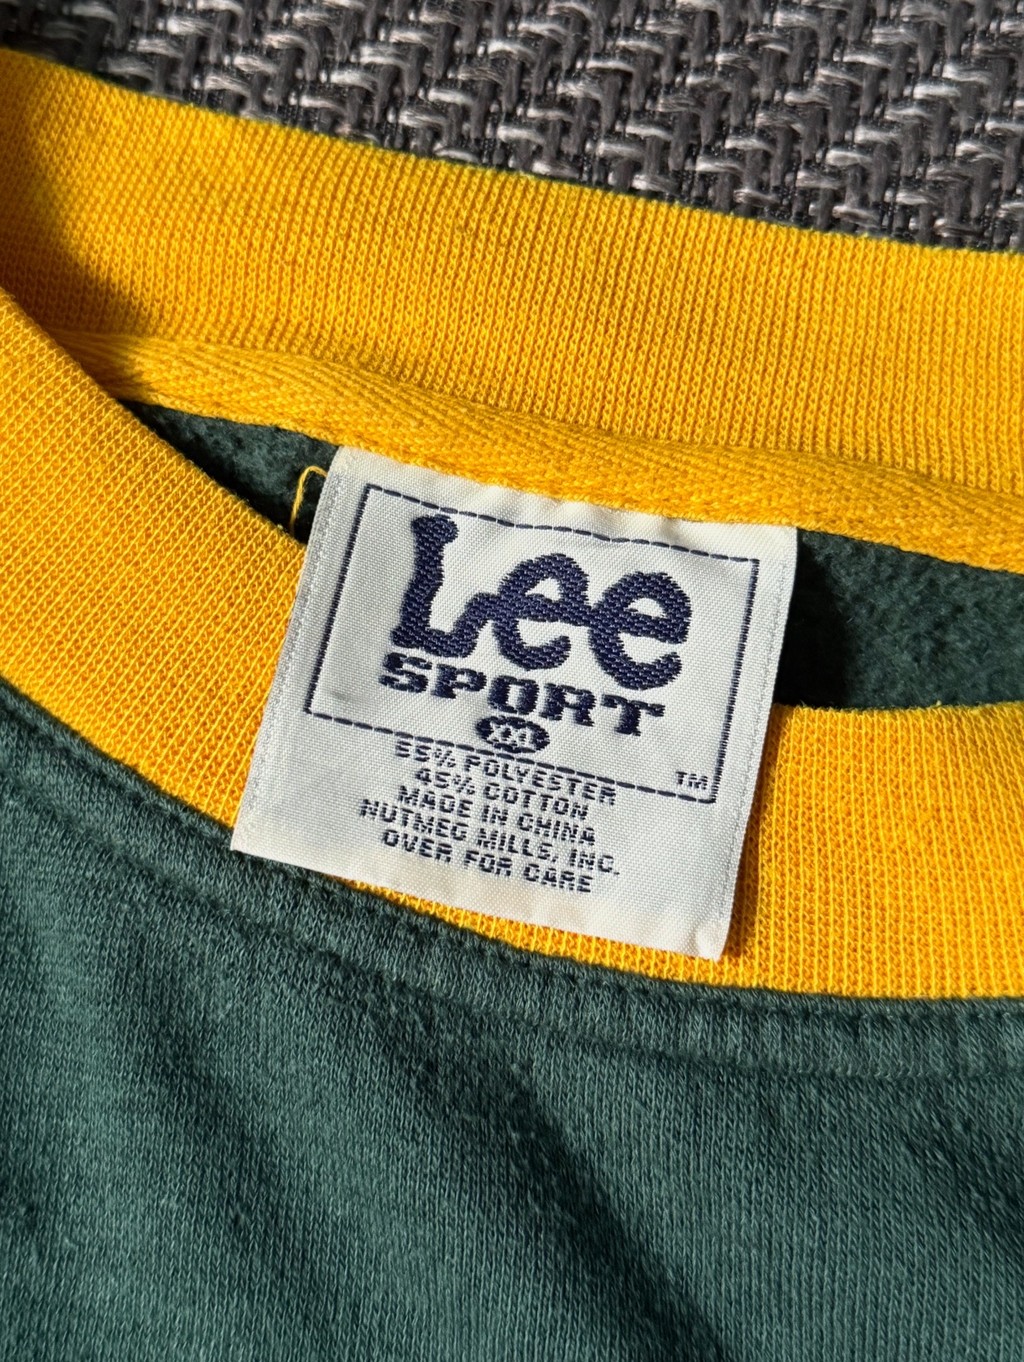 Lee
SPORT
XXL
TM
55% POLYESTER
45% COTTON
MADE IN CHINA
NUTMEG MILLS, INC.
OVER FOR CARE